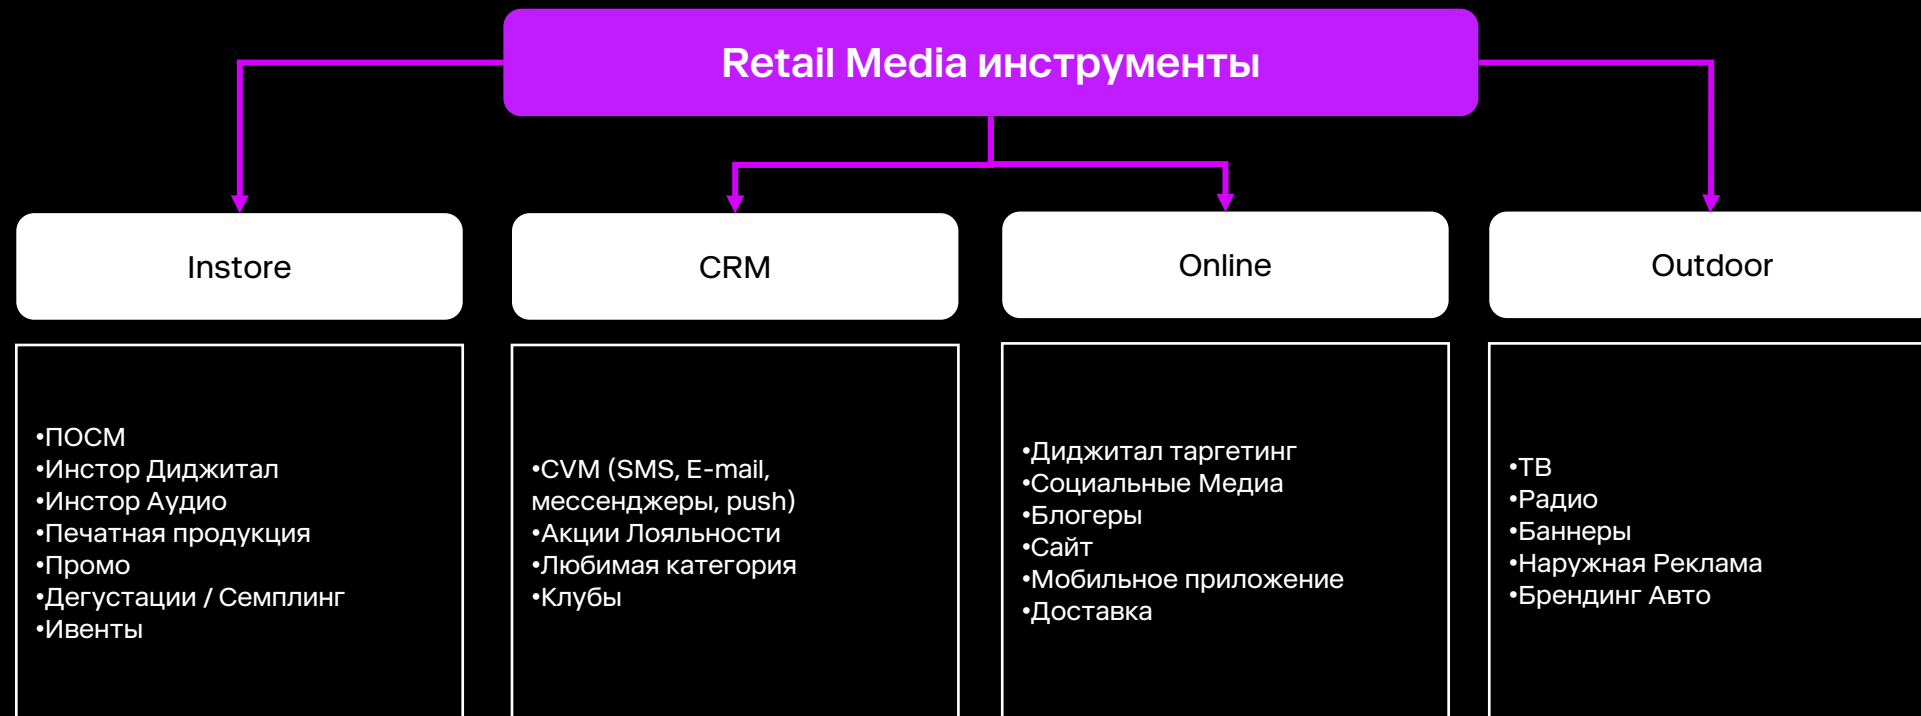 Retail Media инструменты
Instore
CRM
Online
Outdoor
•ПОСМ
•Инстор Диджитал
•Инстор Аудио
•Печатная продукция
•Промо
•Дегустации / Семплинг
•Ивенты
•CVM (SMS, E-mail,
мессенджеры, push)
•Акции Лояльности
•Любимая категория
•Клубы
•Диджитал таргетинг
•Социальные Медиа
•Блогеры
•Сайт
•Мобильное приложение
•Доставка
•ТВ
•Радио
•Баннеры
•Наружная Реклама
•Брендинг Авто